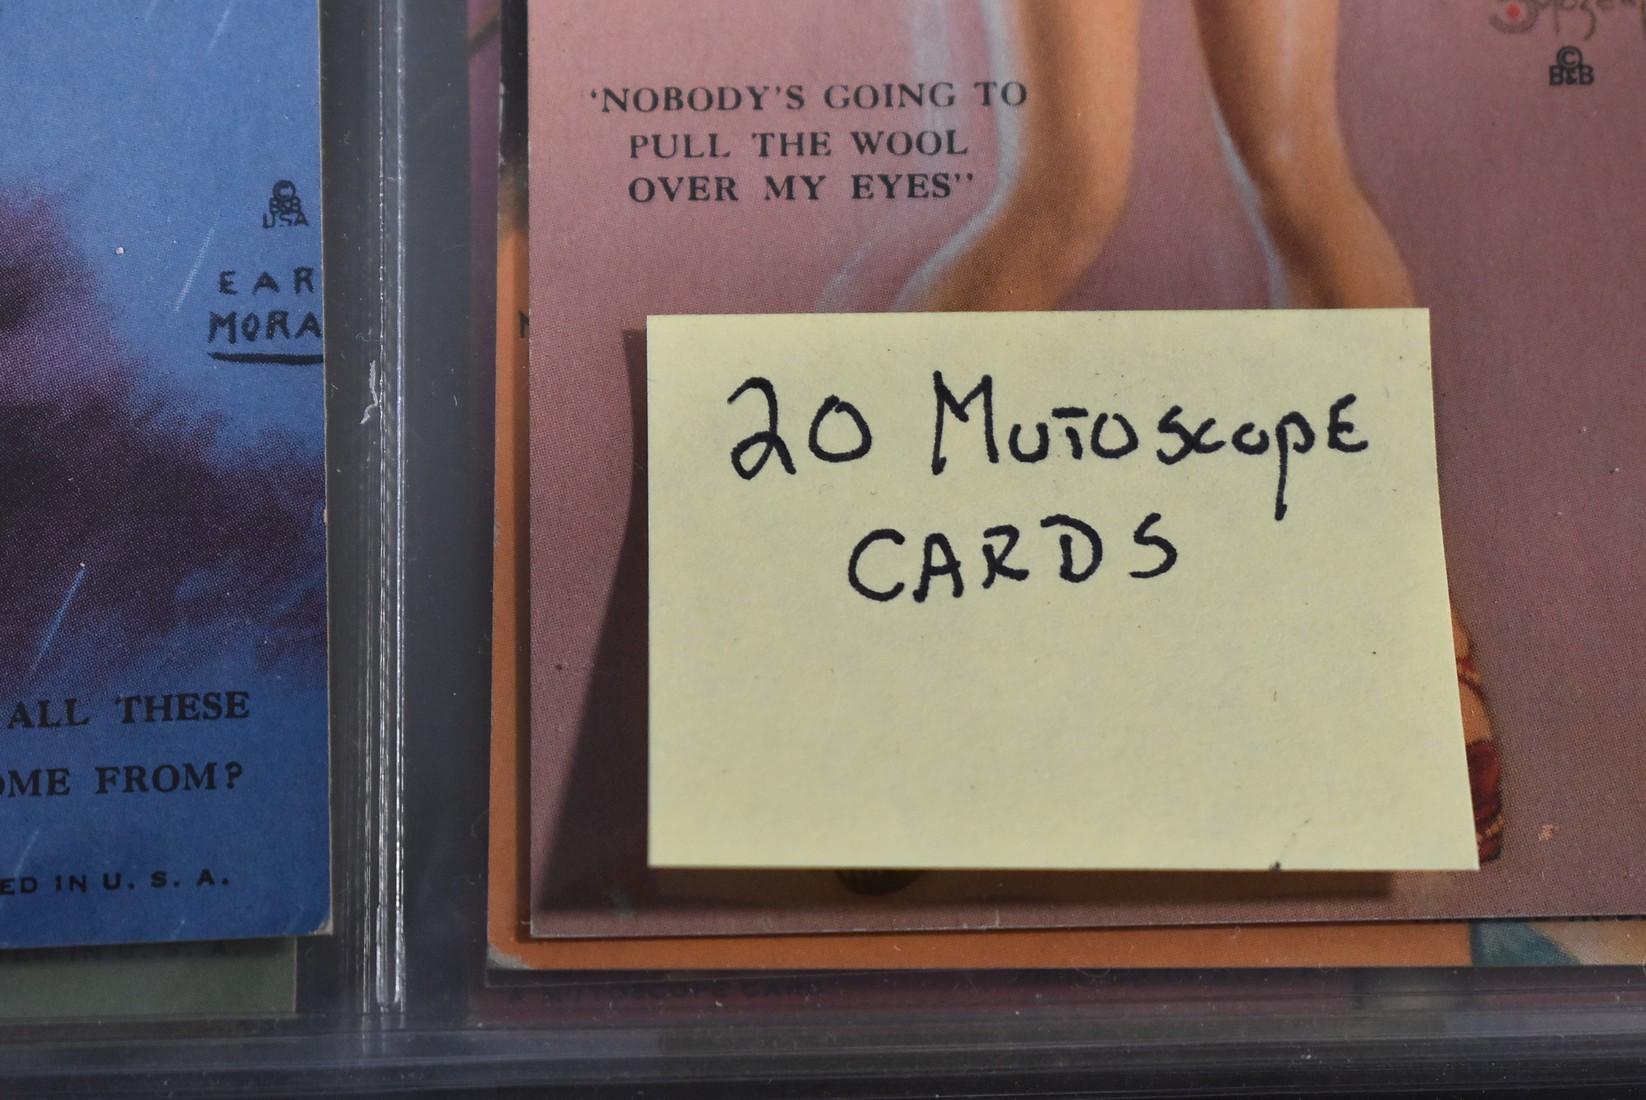 ©
B&B
USA
EAR
MORA
ALL THESE
OME FROM?
ED IN U. S. A.
©
B&B
‘NOBODY’S GOING TO
PULL THE WOOL
OVER MY EYES”
20 MUTOSCOPE
CARDS